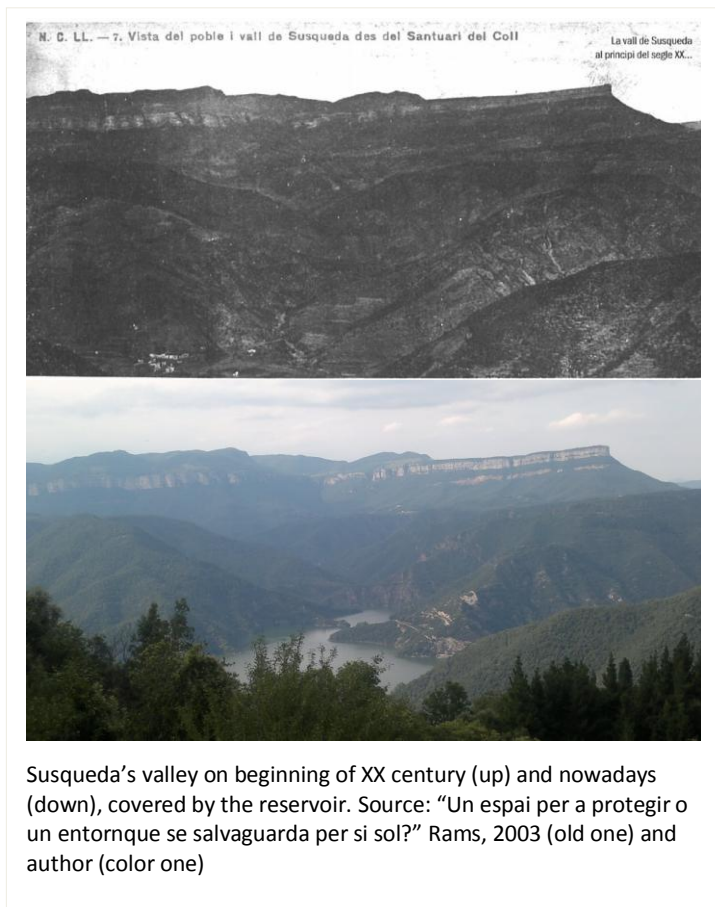 N. C. LL. — 7. Vista del poble i vall de Susqueda des del Santuari del Coll
La vall de Susqueda
al principi del segle XX...
Susqueda’s valley on beginning of XX century (up) and nowadays
(down), covered by the reservoir. Source: “Un espai per a protegir o
un entornque se salvaguarda per si sol?” Rams, 2003 (old one) and
author (color one)